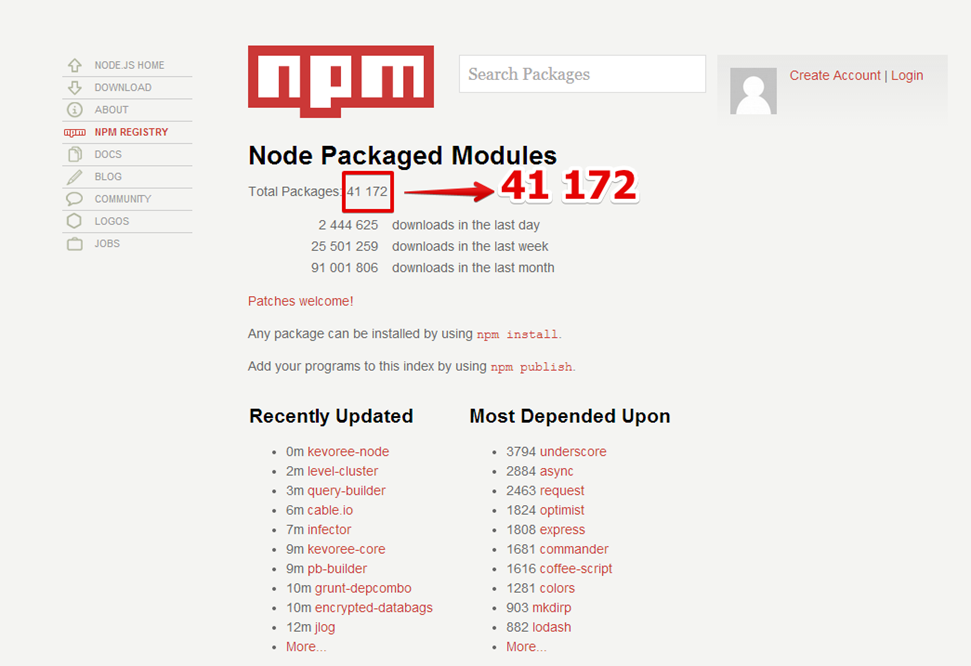 NODE.JS HOME
DOWNLOAD
ABOUT
npm NPM REGISTRY
DOCS
BLOG
COMMUNITY
LOGOS
JOBS
npm
Search Packages
Create Account | Login
Node Packaged Modules
Total Packages: 41 172
41 172
2 444 625 downloads in the last day
25 501 259 downloads in the last week
91 001 806 downloads in the last month
Patches welcome!
Any package can be installed by using npm install.
Add your programs to this index by using npm publish.
Recently Updated
0m kevoree-node
2m level-cluster
3m query-builder
6m cable.io
7m infector
9m kevoree-core
9m pb-builder
10m grunt-depcombo
10m encrypted-databags
12m jlog
More...
Most Depended Upon
3794 underscore
2884 async
2463 request
1824 optimist
1808 express
1681 commander
1616 coffee-script
1281 colors
903 mkdirp
882 lodash
More...